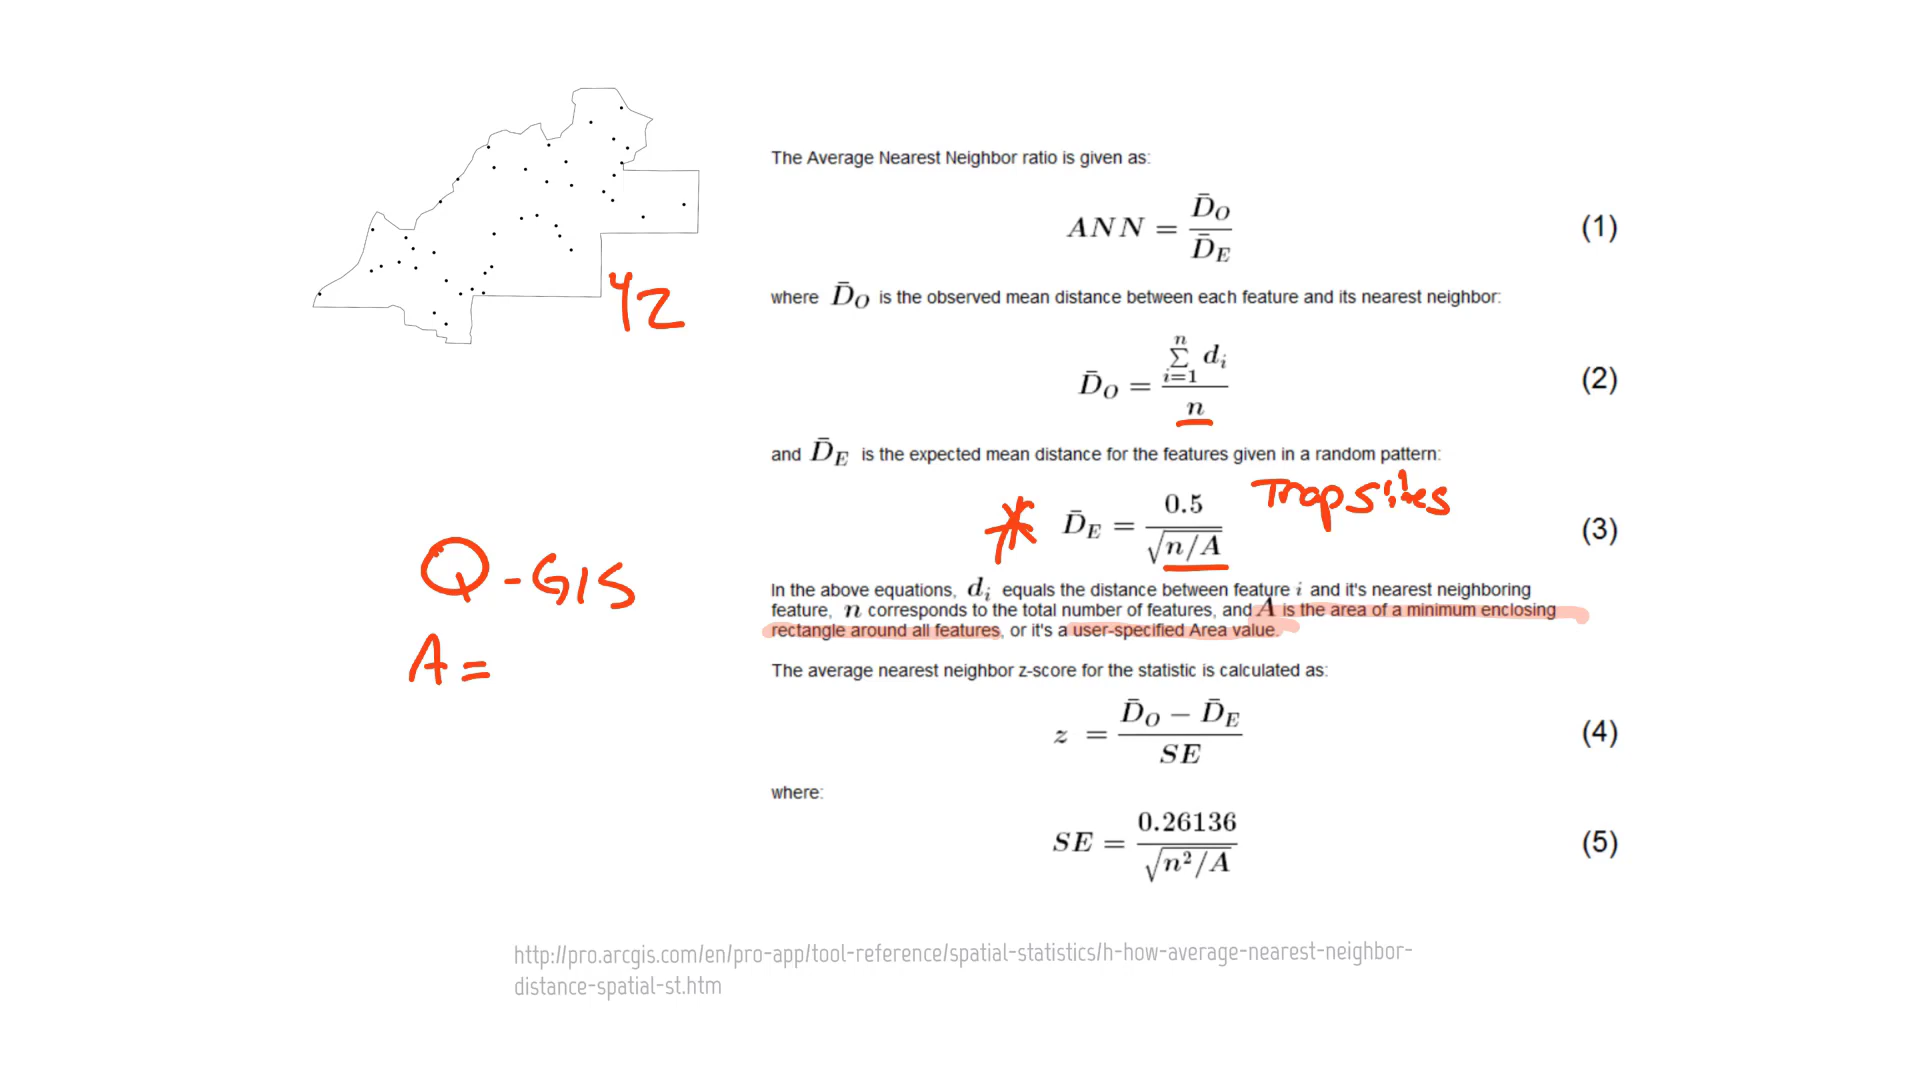 The Average Nearest Neighbor ratio is given as:
ANN = D̄O / D̄E (1)
where D̄O is the observed mean distance between each feature and its nearest neighbor:
42
D̄O = n Σ i=1 di / n (2)
and D̄E is the expected mean distance for the features given in a random pattern:
Trap sites
* D̄E = 0.5 / √n/A (3)
Q-GIS
In the above equations, di equals the distance between feature i and it's nearest neighboring
feature, n corresponds to the total number of features, and A is the area of a minimum enclosing
rectangle around all features, or it's a user-specified Area value.
A =
The average nearest neighbor z-score for the statistic is calculated as:
z = D̄O − D̄E / SE (4)
where:
SE = 0.26136 / √n²/A (5)
http://pro.arcgis.com/en/pro-app/tool-reference/spatial-statistics/h-how-average-nearest-neighbor-
distance-spatial-st.htm